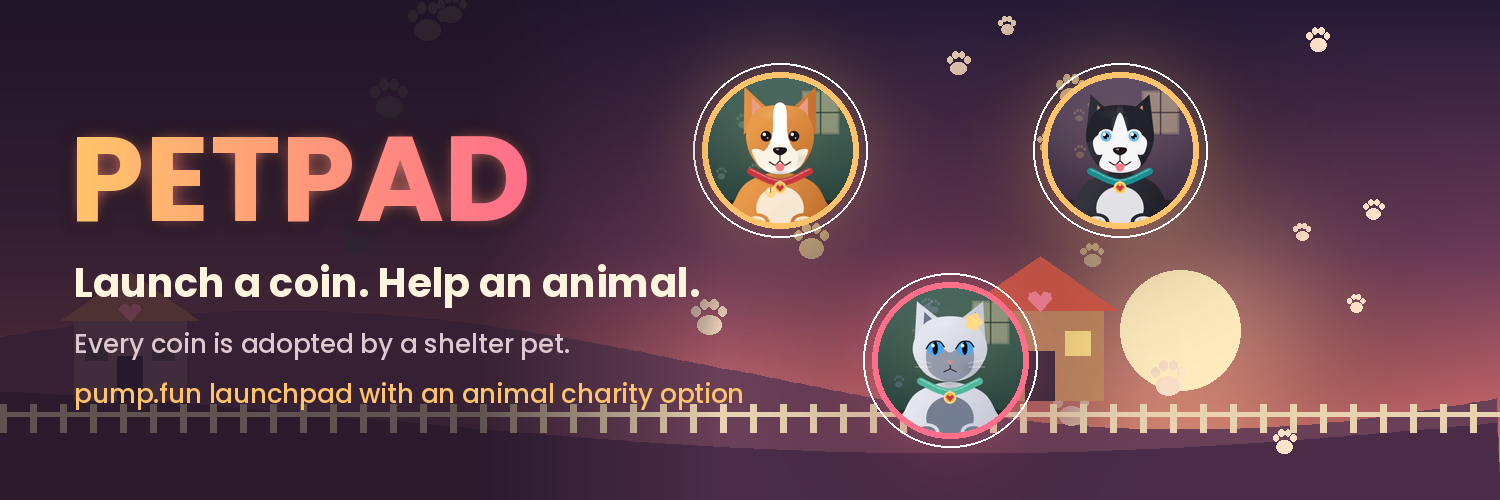 PETPAD
Launch a coin. Help an animal.
Every coin is adopted by a shelter pet.
pump.fun launchpad with an animal charity option